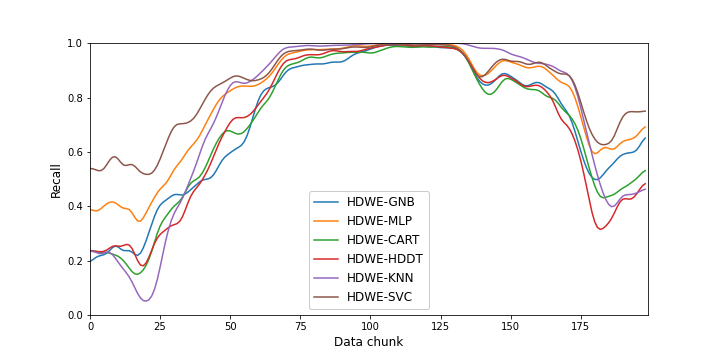 1.0
0.8
0.6
0.4
0.2
0.0
Recall
HDWE-GNB
HDWE-MLP
HDWE-CART
HDWE-HDDT
HDWE-KNN
HDWE-SVC
0 25 50 75 100 125 150 175
Data chunk